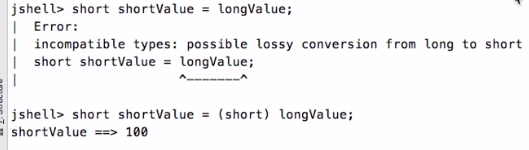 jshell> short shortValue = longValue;
|  Error:
|  incompatible types: possible lossy conversion from long to short
|  short shortValue = longValue;
|                     ^-------^
jshell> short shortValue = (short) longValue;
shortValue ==> 100